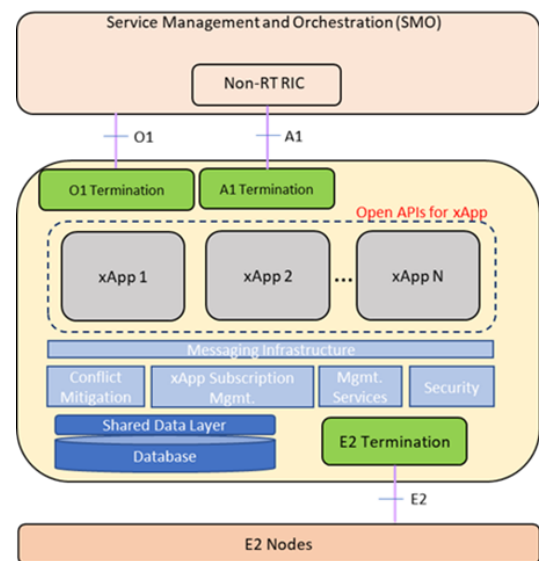 Service Management and Orchestration (SMO)
Non-RT RIC
O1
A1
O1 Termination
A1 Termination
Open APIs for xApp
xApp 1
xApp 2
...
xApp N
Messaging Infrastructure
Conflict
Mitigation
xApp Subscription
Mgmt.
Mgmt.
Services
Security
Shared Data Layer
Database
E2 Termination
E2
E2 Nodes